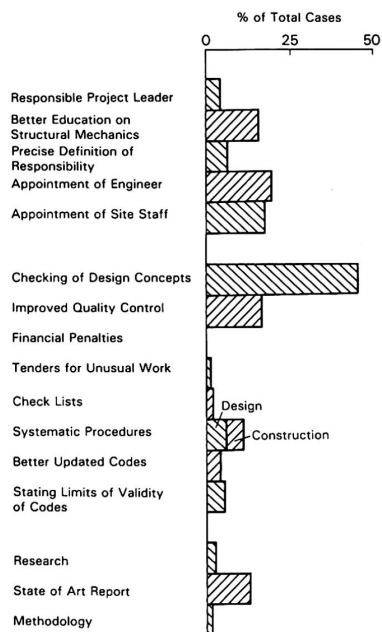 % of Total Cases
0 25 50
Responsible Project Leader
Better Education on
Structural Mechanics
Precise Definition of
Responsibility
Appointment of Engineer
Appointment of Site Staff
Checking of Design Concepts
Improved Quality Control
Financial Penalties
Tenders for Unusual Work
Check Lists
Design
Systematic Procedures
Construction
Better Updated Codes
Stating Limits of Validity
of Codes
Research
State of Art Report
Methodology